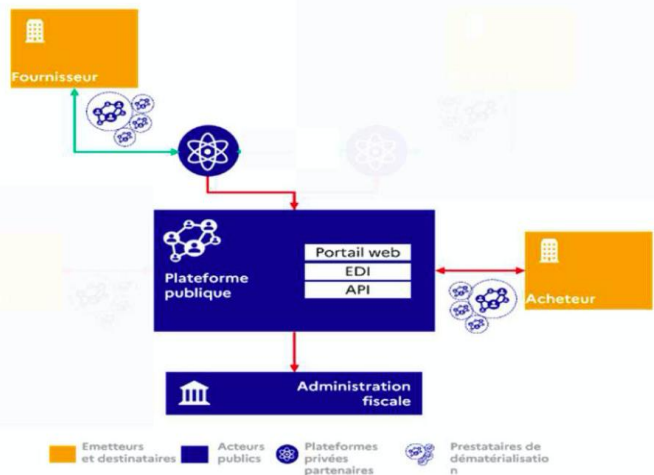 Fournisseur
Plateforme
publique
Portail web
EDI
API
Acheteur
Administration
fiscale
Emetteurs
et destinataires
Acteurs
publics
Plateformes
privées
partenaires
Prestataires de
dématérialisatio
n